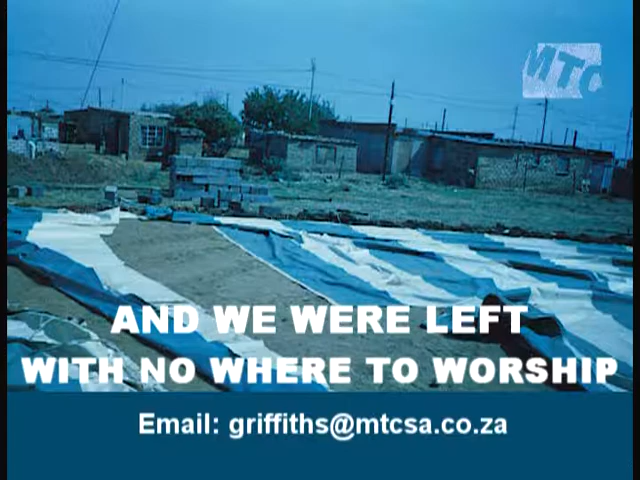 MTC
AND WE WERE LEFT
WITH NO WHERE TO WORSHIP
Email: griffiths@mtcsa.co.za